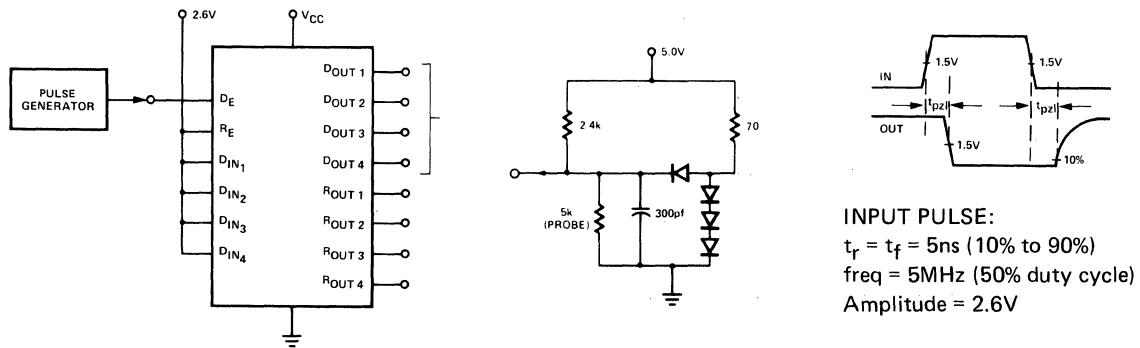 2.6V
VCC
PULSE
GENERATOR
DE
RE
DIN1
DIN2
DIN3
DIN4
DOUT 1
DOUT 2
DOUT 3
DOUT 4
ROUT 1
ROUT 2
ROUT 3
ROUT 4
5.0V
2 4k
70
5k
(PROBE)
300pf
IN
1.5V
1.5V
tpzl
tpzl
OUT
1.5V
10%
INPUT PULSE:
tr = tf = 5ns (10% to 90%)
freq = 5MHz (50% duty cycle)
Amplitude = 2.6V